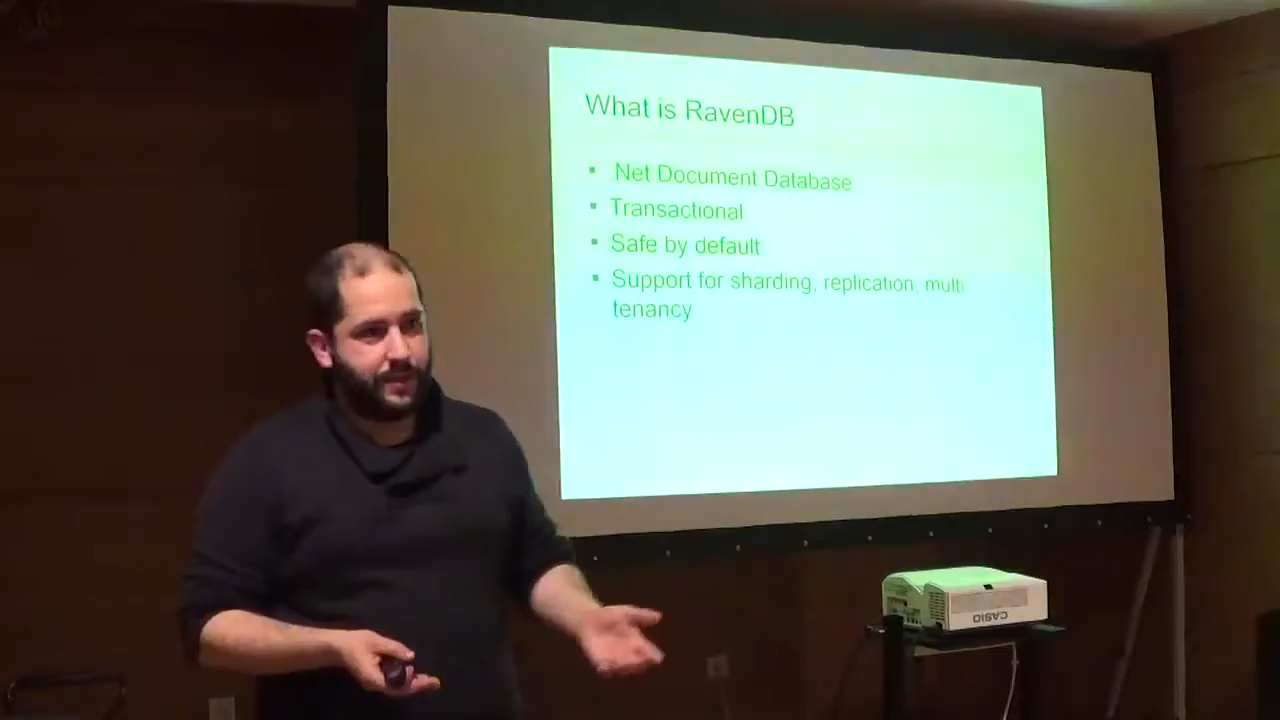 What is RavenDB
Net Document Database
Transactional
Safe by default
Support for sharding, replication, multi
tenancy
CASIO